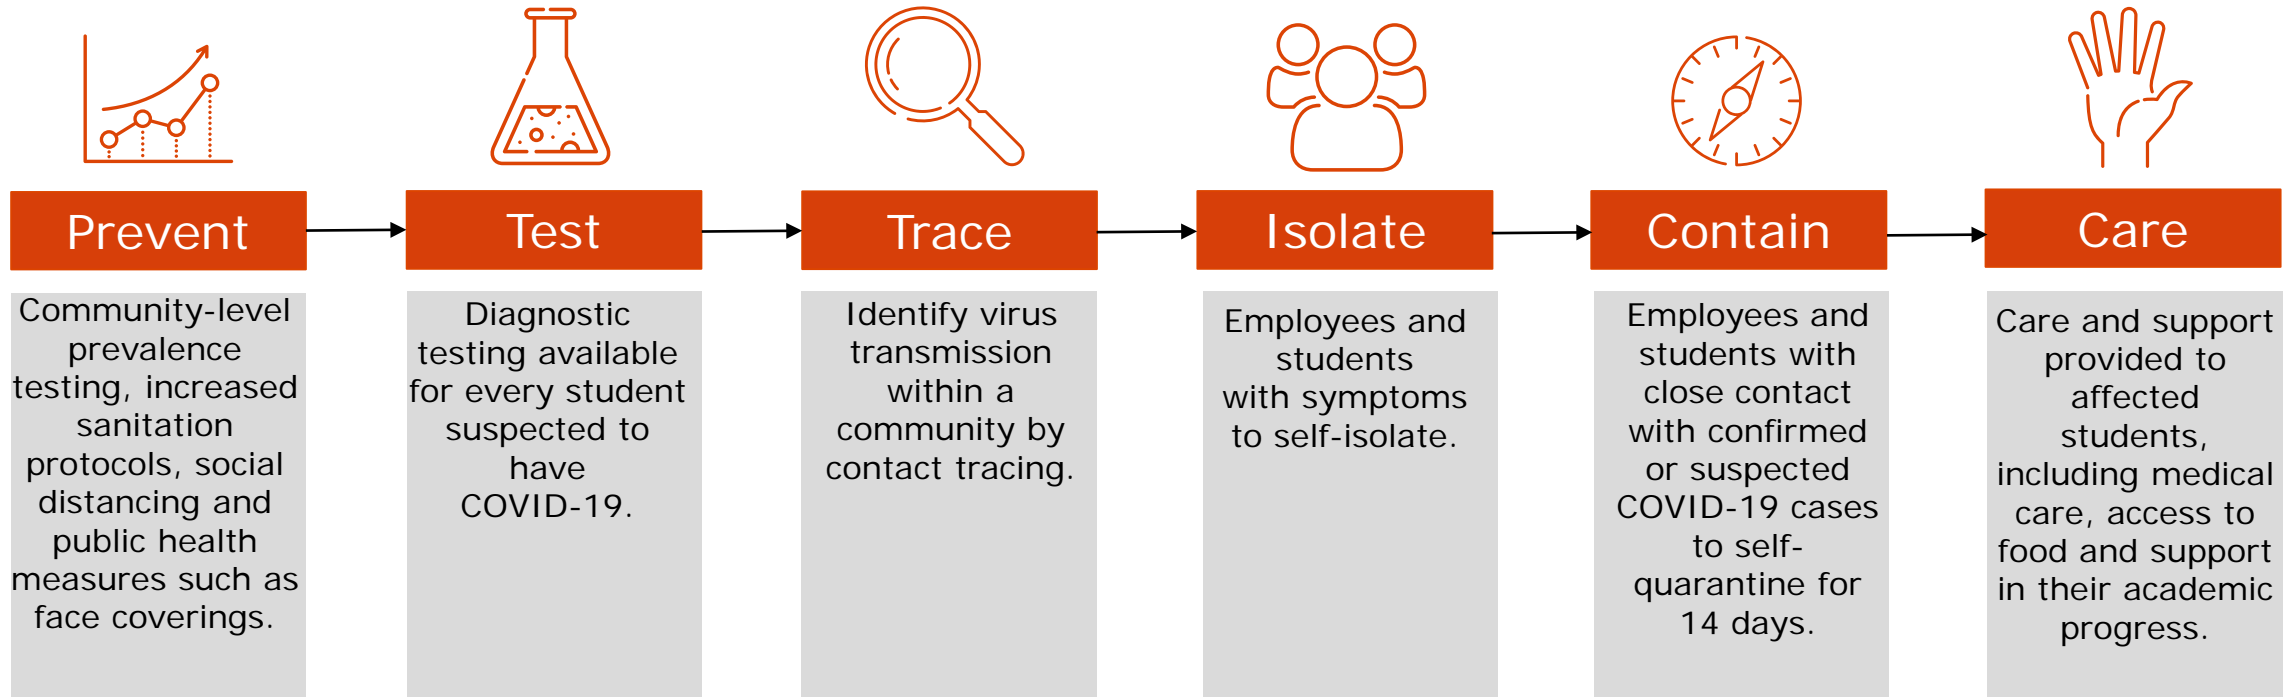 Prevent
Test
Trace
Isolate
Contain
Care
Community-level
prevalence
testing, increased
sanitation
protocols, social
distancing and
public health
measures such as
face coverings.
Diagnostic
testing available
for every student
suspected to
have
COVID-19.
Identify virus
transmission
within a
community by
contact tracing.
Employees and
students
with symptoms
to self-isolate.
Employees and
students with
close contact
with confirmed
or suspected
COVID-19 cases
to self-
quarantine for
14 days.
Care and support
provided to
affected
students,
including medical
care, access to
food and support
in their academic
progress.